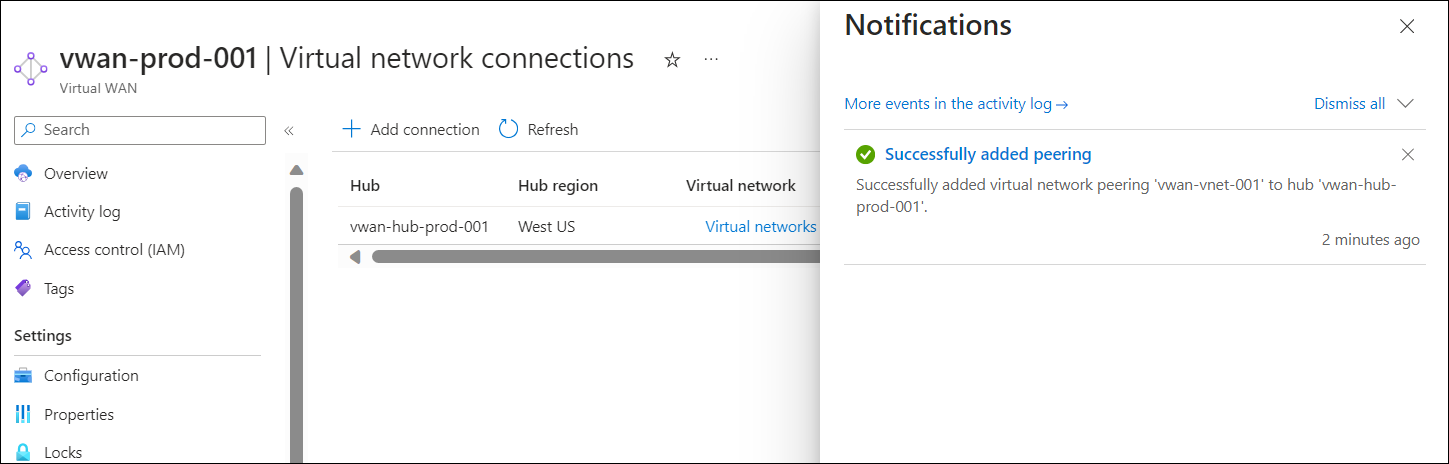 vwan-prod-001 | Virtual network connections
Virtual WAN
Search
Add connection
Refresh
Overview
Activity log
Access control (IAM)
Tags
Settings
Configuration
Properties
Locks
Hub Hub region Virtual network
vwan-hub-prod-001 West US Virtual networks
Notifications
More events in the activity log
Dismiss all
Successfully added peering
Successfully added virtual network peering 'vwan-vnet-001' to hub 'vwan-hub-
prod-001'.
2 minutes ago